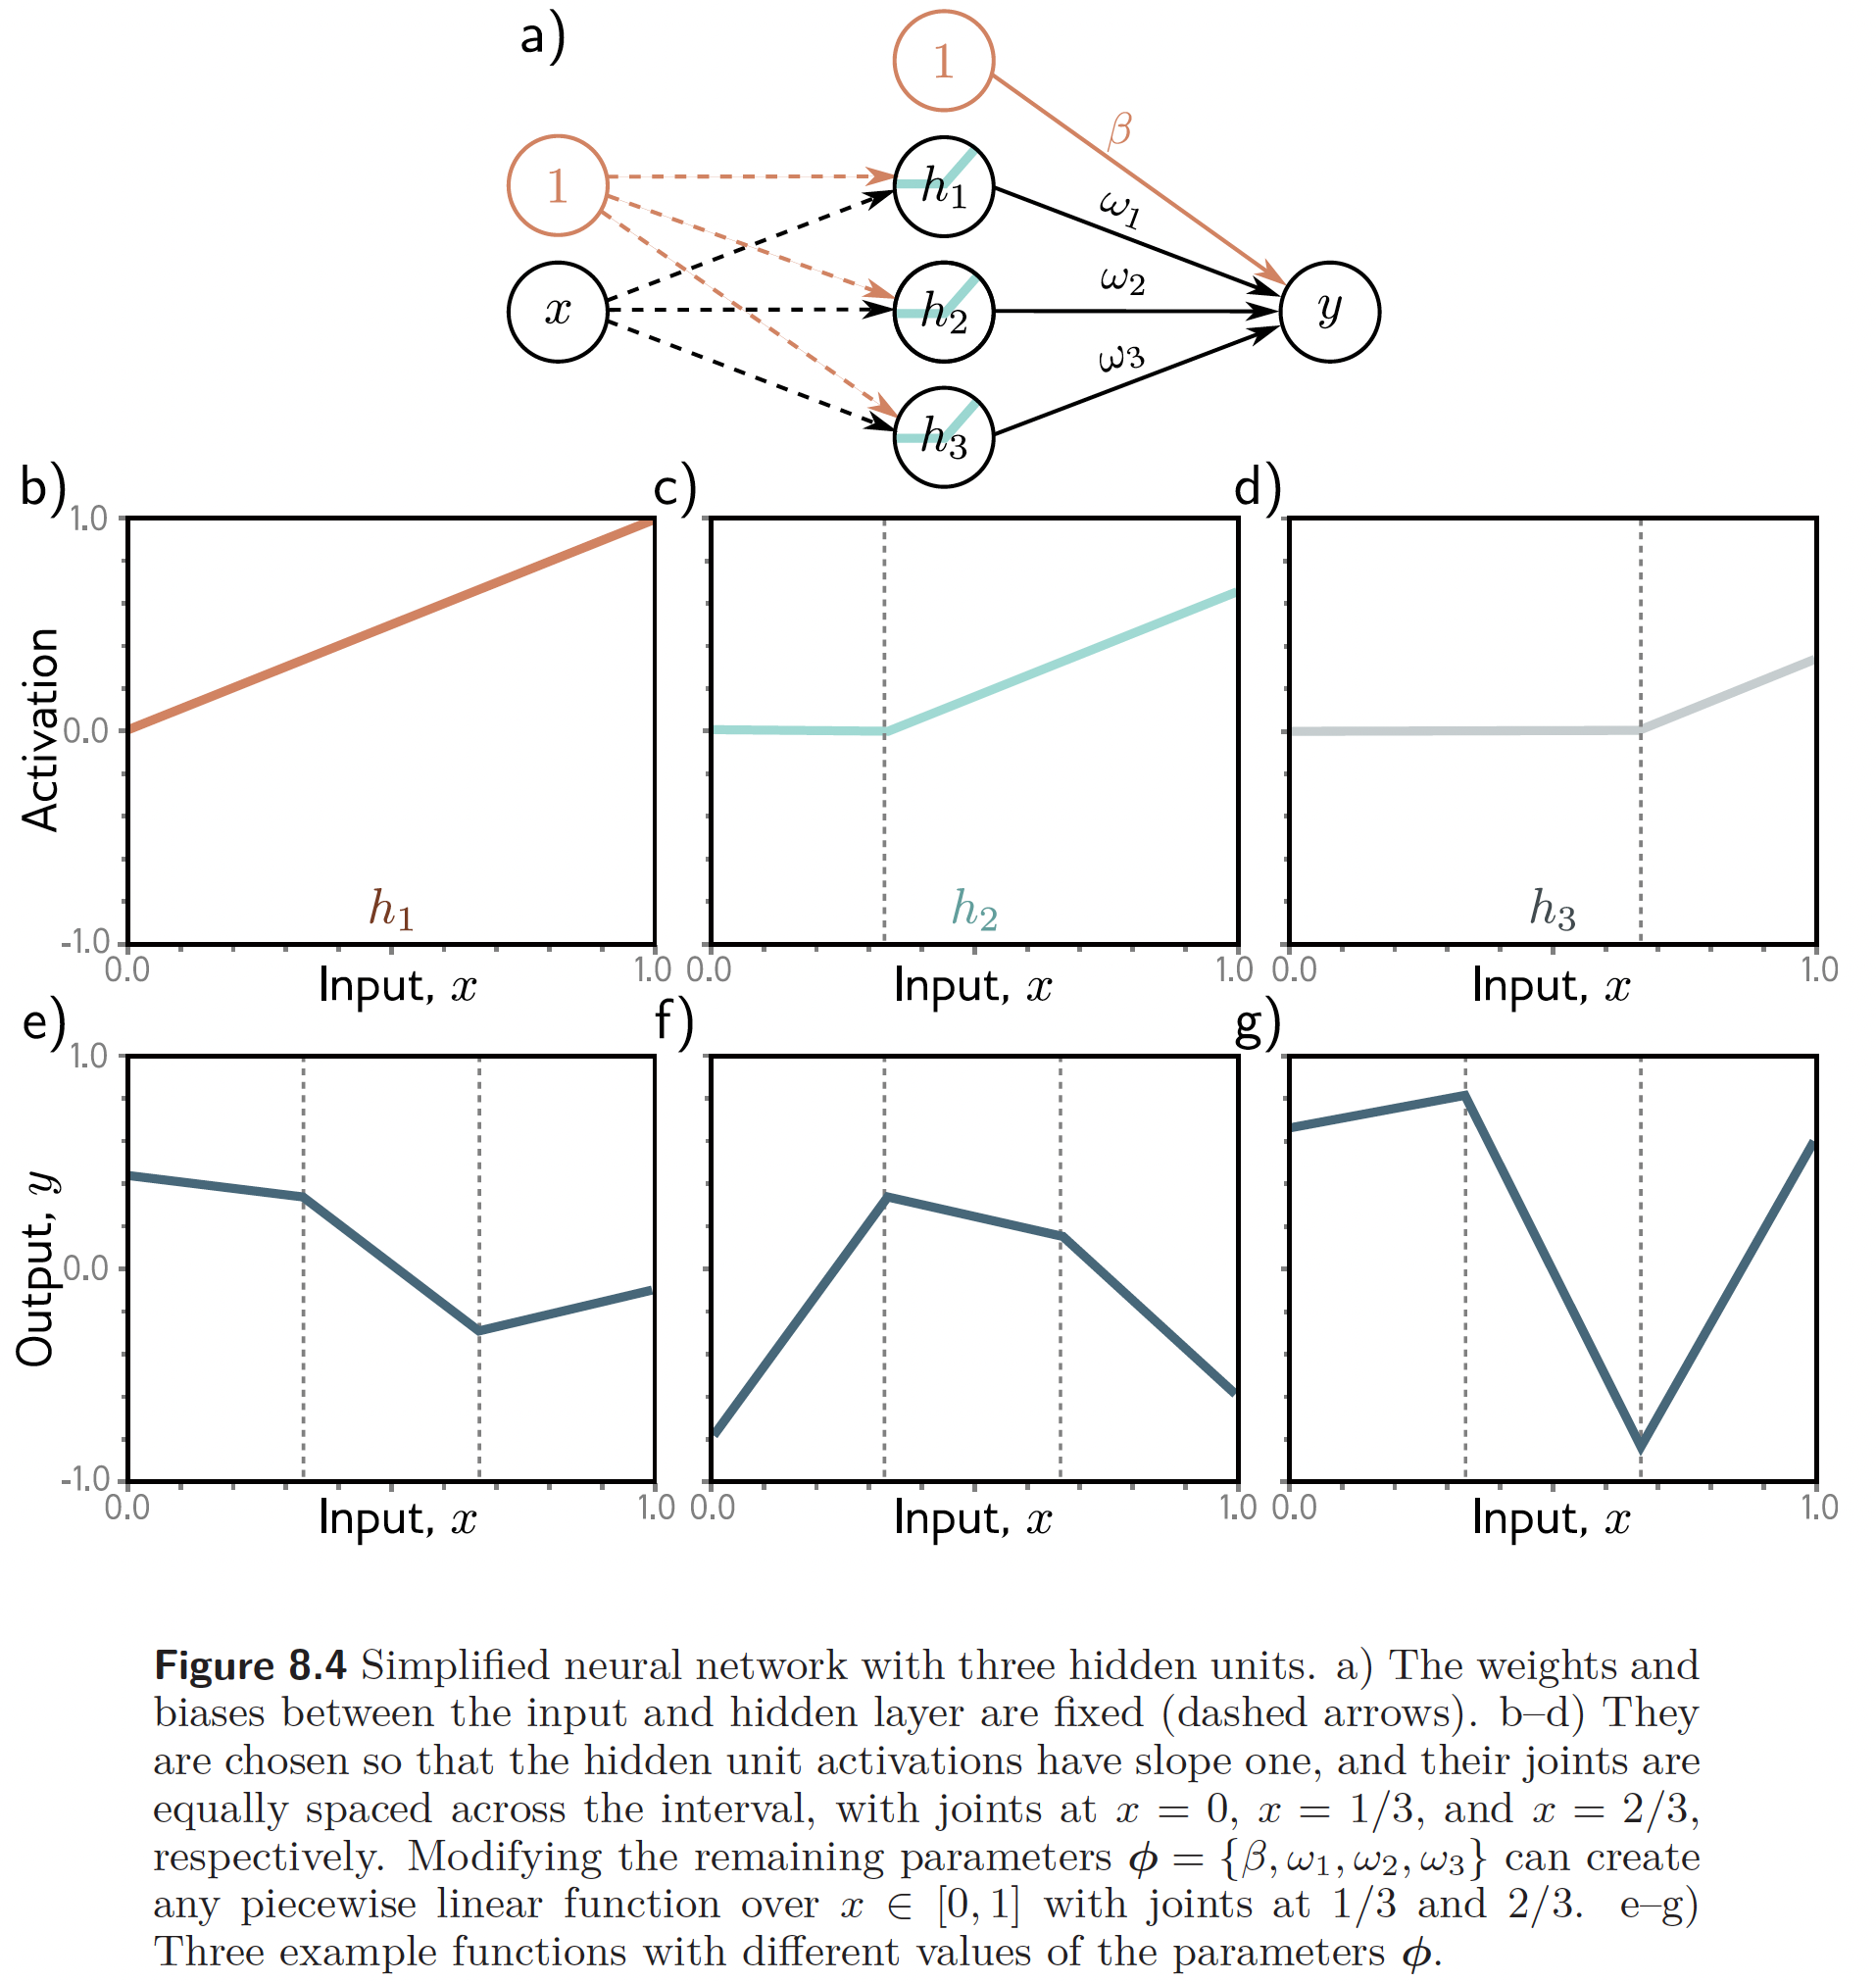 a)
1
β
1
h₁
ω₁
x
h₂
ω₂
y
h₃
ω₃
b)
c)
d)
1.0
0.0
-1.0
Activation
h₁
h₂
h₃
0.0
1.0
0.0
1.0
0.0
1.0
Input, x
Input, x
Input, x
e)
f)
g)
1.0
0.0
-1.0
Output, y
0.0
1.0
0.0
1.0
0.0
1.0
Input, x
Input, x
Input, x
Figure 8.4 Simplified neural network with three hidden units. a) The weights and
biases between the input and hidden layer are fixed (dashed arrows). b–d) They
are chosen so that the hidden unit activations have slope one, and their joints are
equally spaced across the interval, with joints at x = 0, x = 1/3, and x = 2/3,
respectively. Modifying the remaining parameters ϕ = {β, ω₁, ω₂, ω₃} can create
any piecewise linear function over x ∈ [0, 1] with joints at 1/3 and 2/3. e–g)
Three example functions with different values of the parameters ϕ.